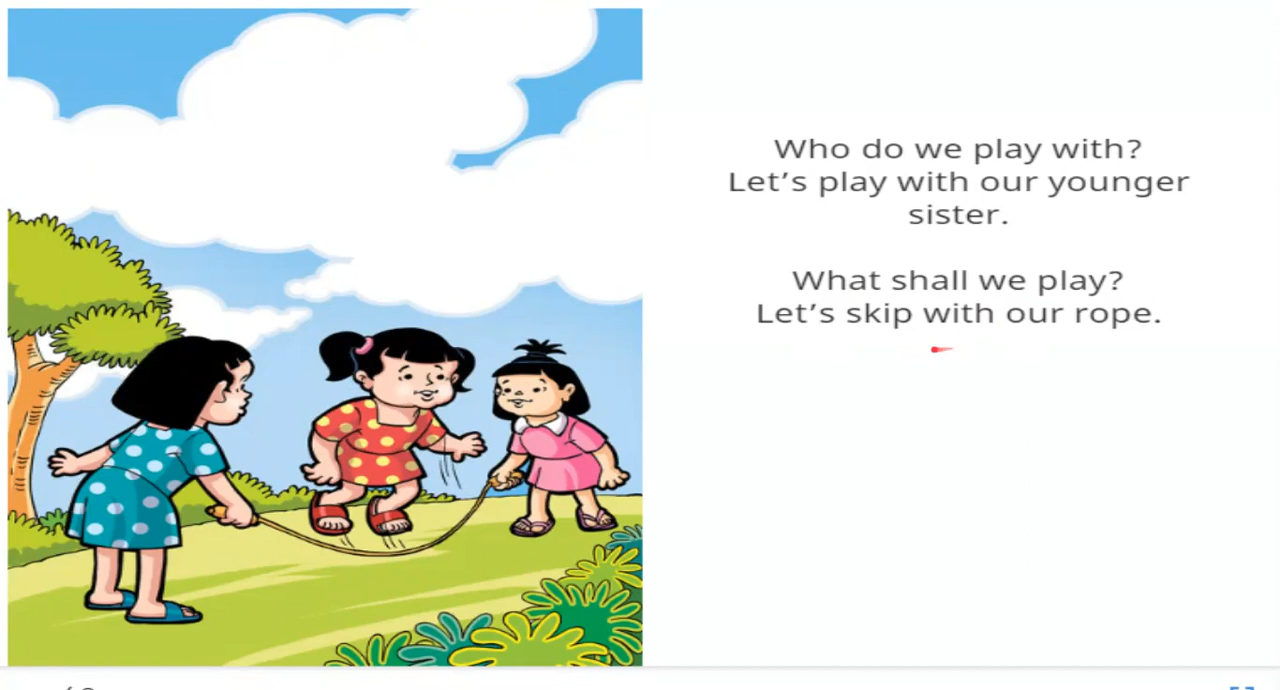 Who do we play with?
Let’s play with our younger
sister.
What shall we play?
Let’s skip with our rope.